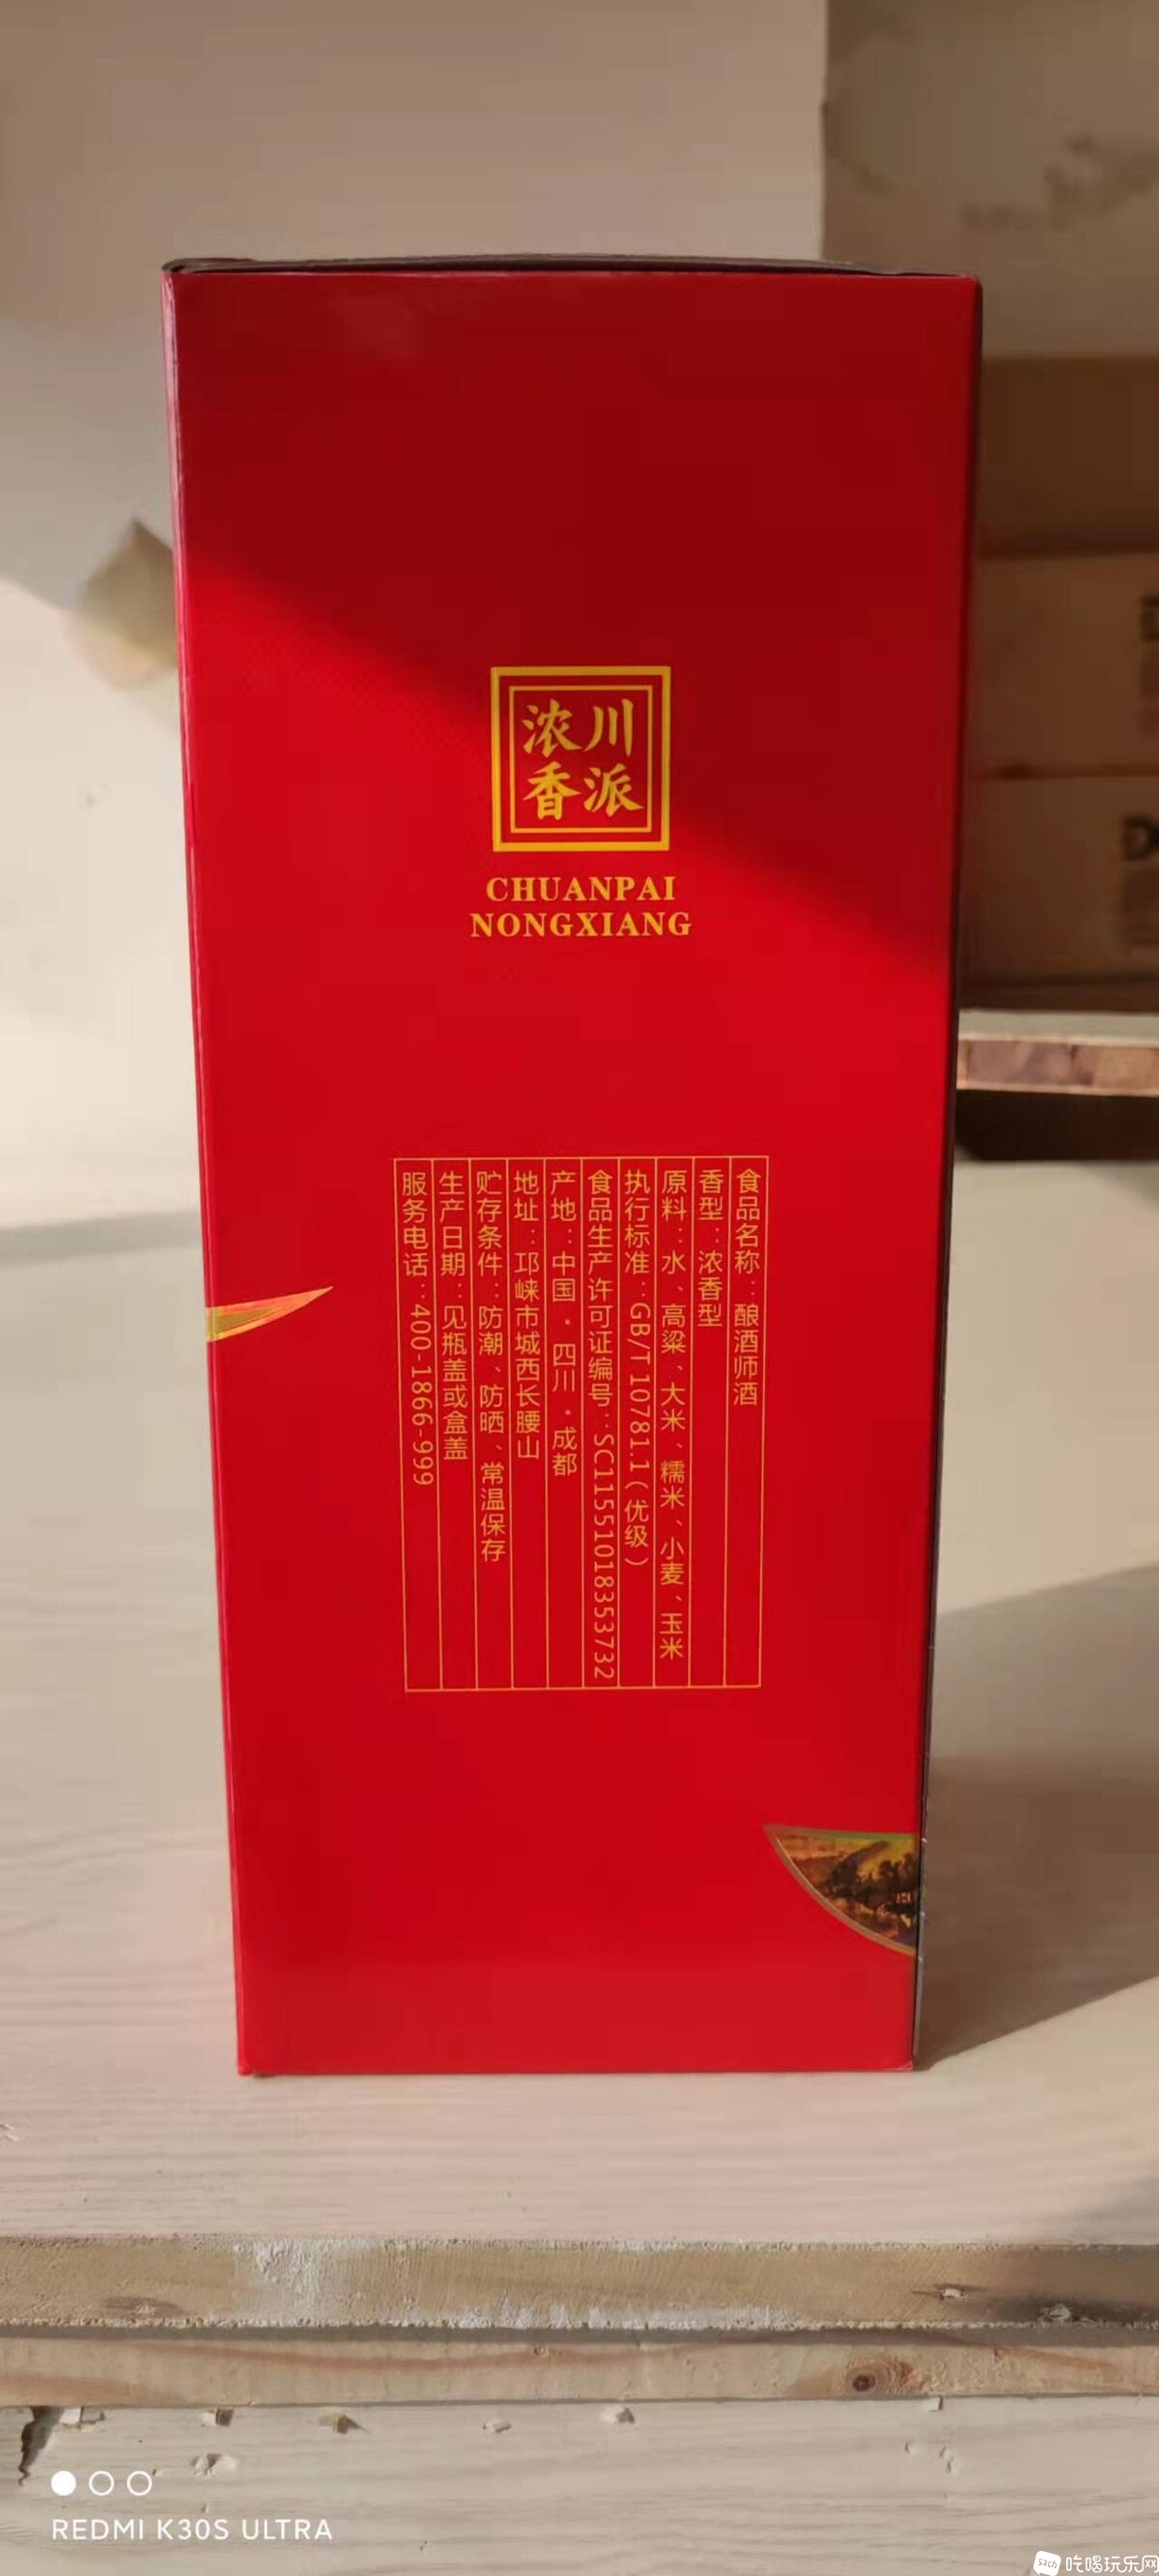 川派
浓香
CHUANPAI
NONGXIANG
食品名称：酿酒师酒
香型：浓香型
原料：水、高粱、大米、糯米、小麦、玉米
执行标准：GB/T 10781.1（优级）
食品生产许可证编号：SC11551018353732
产地：中国·四川·成都
地址：邛崃市城西长腰山
贮存条件：防潮、防晒、常温保存
生产日期：见瓶盖或盒盖
服务电话：400-1866-999
REDMI K30S ULTRA
吃喝玩乐网